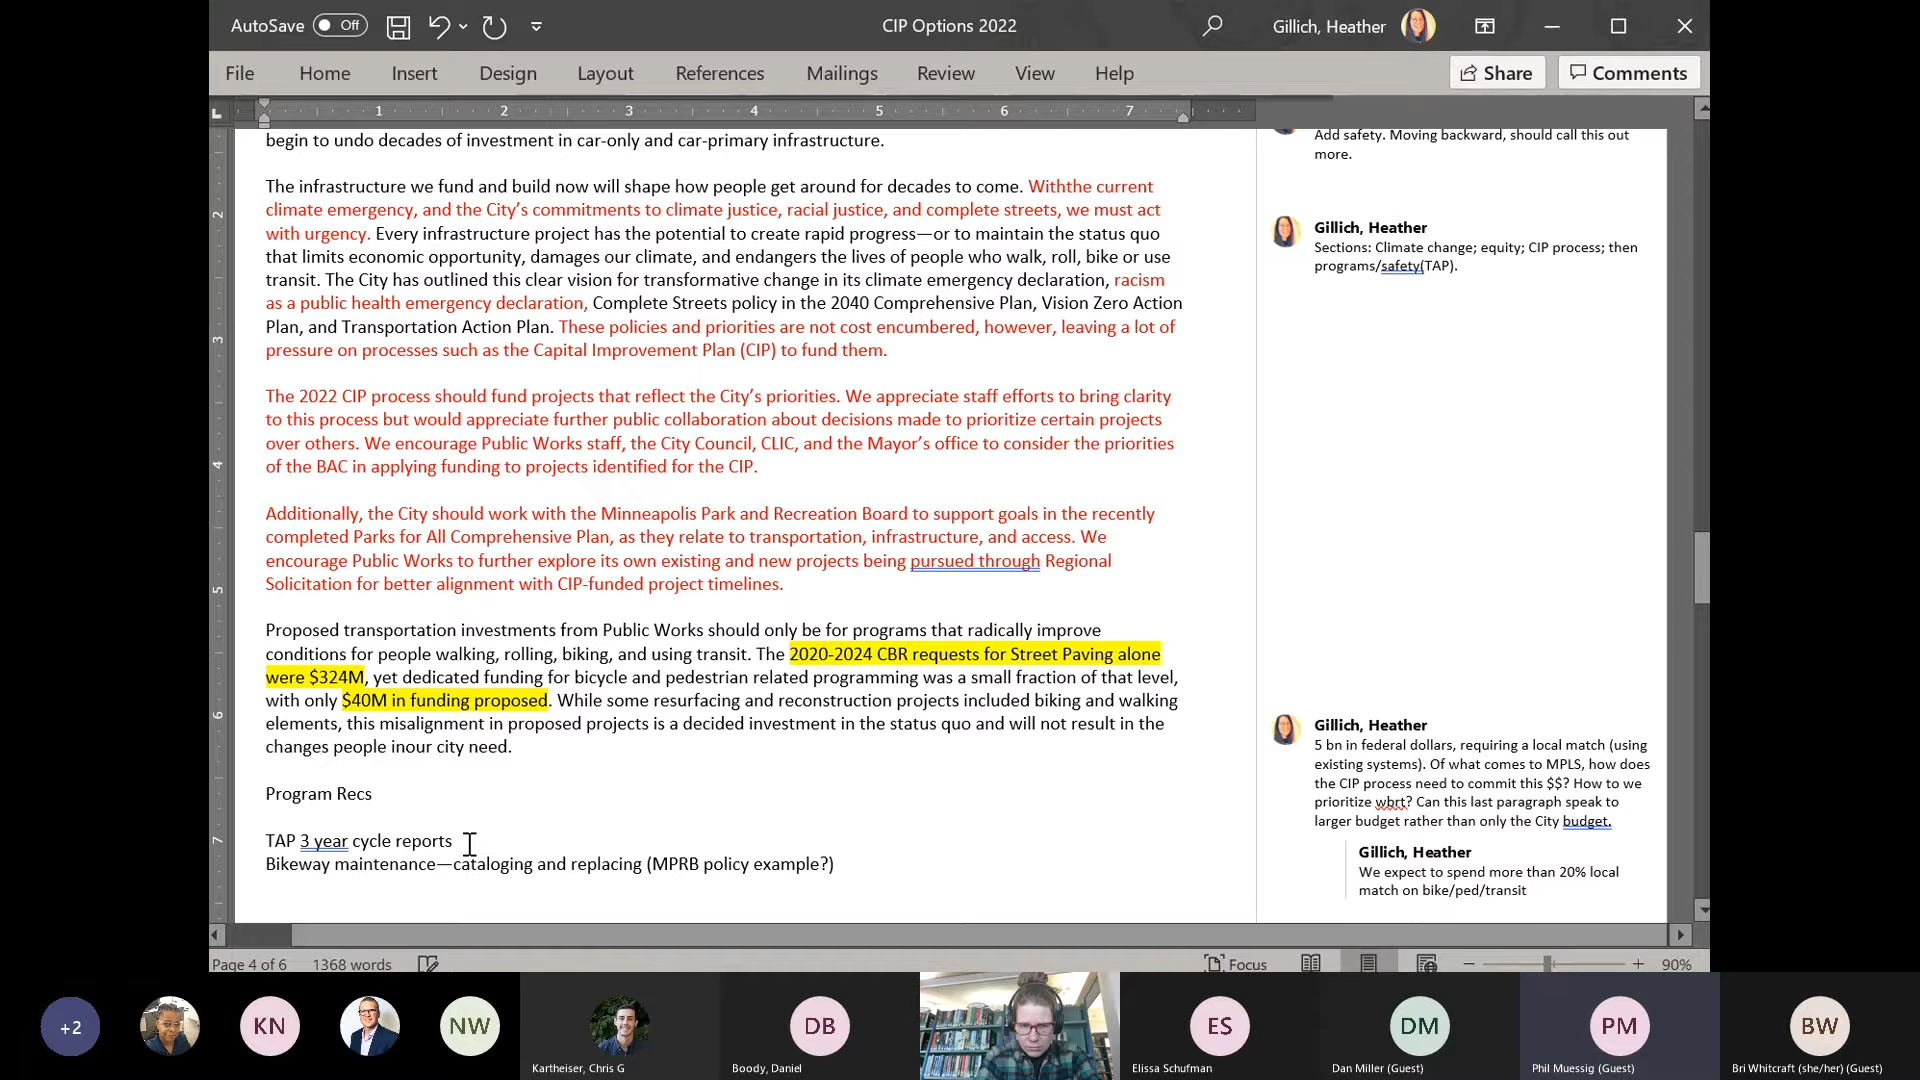 AutoSave Off CIP Options 2022 Gillich, Heather
File Home Insert Design Layout References Mailings Review View Help Share Comments
1 2 3 4 5 6 7
begin to undo decades of investment in car-only and car-primary infrastructure.
The infrastructure we fund and build now will shape how people get around for decades to come. Withthe current
climate emergency, and the City’s commitments to climate justice, racial justice, and complete streets, we must act
with urgency. Every infrastructure project has the potential to create rapid progress—or to maintain the status quo
that limits economic opportunity, damages our climate, and endangers the lives of people who walk, roll, bike or use
transit. The City has outlined this clear vision for transformative change in its climate emergency declaration, racism
as a public health emergency declaration, Complete Streets policy in the 2040 Comprehensive Plan, Vision Zero Action
Plan, and Transportation Action Plan. These policies and priorities are not cost encumbered, however, leaving a lot of
pressure on processes such as the Capital Improvement Plan (CIP) to fund them.
The 2022 CIP process should fund projects that reflect the City’s priorities. We appreciate staff efforts to bring clarity
to this process but would appreciate further public collaboration about decisions made to prioritize certain projects
over others. We encourage Public Works staff, the City Council, CLIC, and the Mayor’s office to consider the priorities
of the BAC in applying funding to projects identified for the CIP.
Additionally, the City should work with the Minneapolis Park and Recreation Board to support goals in the recently
completed Parks for All Comprehensive Plan, as they relate to transportation, infrastructure, and access. We
encourage Public Works to further explore its own existing and new projects being pursued through Regional
Solicitation for better alignment with CIP-funded project timelines.
Proposed transportation investments from Public Works should only be for programs that radically improve
conditions for people walking, rolling, biking, and using transit. The 2020-2024 CBR requests for Street Paving alone
were $324M, yet dedicated funding for bicycle and pedestrian related programming was a small fraction of that level,
with only $40M in funding proposed. While some resurfacing and reconstruction projects included biking and walking
elements, this misalignment in proposed projects is a decided investment in the status quo and will not result in the
changes people inour city need.
Program Recs
TAP 3 year cycle reports
Bikeway maintenance—cataloging and replacing (MPRB policy example?)
2
3
4
5
6
7
Add safety. Moving backward, should call this out
more.
Gillich, Heather
Sections: Climate change; equity; CIP process; then
programs/safety(TAP).
Gillich, Heather
5 bn in federal dollars, requiring a local match (using
existing systems). Of what comes to MPLS, how does
the CIP process need to commit this $$? How to we
prioritize wbrt? Can this last paragraph speak to
larger budget rather than only the City budget.
Gillich, Heather
We expect to spend more than 20% local
match on bike/ped/transit
Page 4 of 6 1368 words Focus 90%
+2 KN NW DB ES DM PM BW
Kartheiser, Chris G Boody, Daniel Elissa Schufman Dan Miller (Guest) Phil Muessig (Guest) Bri Whitcraft (she/her) (Guest)